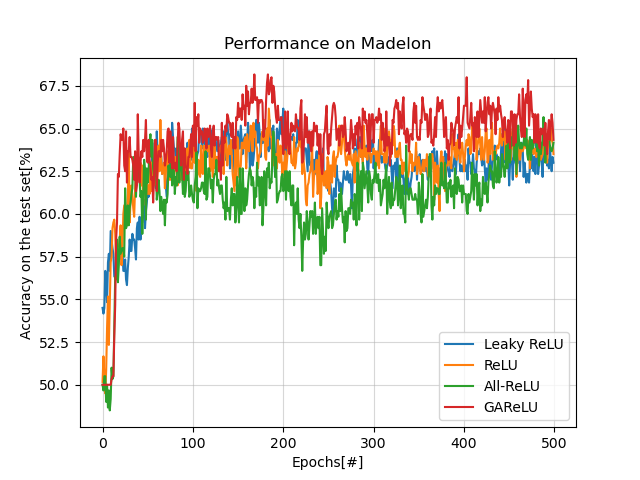 Performance on Madelon
Accuracy on the test set[%]
67.5
65.0
62.5
60.0
57.5
55.0
52.5
50.0
Leaky ReLU
ReLU
All-ReLU
GAReLU
0 100 200 300 400 500
Epochs[#]